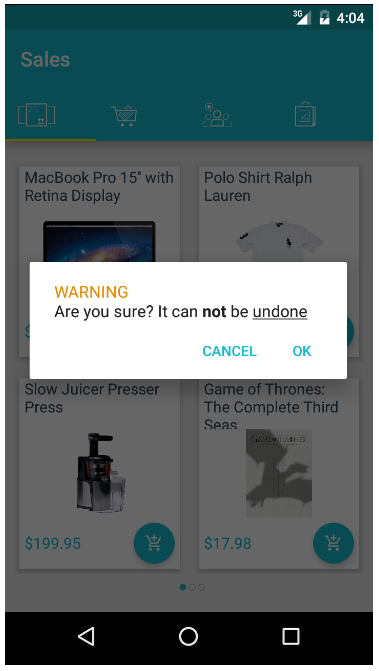 3G 4:04
Sales
MacBook Pro 15" with
Retina Display
Polo Shirt Ralph
Lauren
WARNING
Are you sure? It can not be undone
CANCEL OK
Slow Juicer Presser
Press
Game of Thrones:
The Complete Third
Seas
GAME OF THRONES
$199.95
$17.98